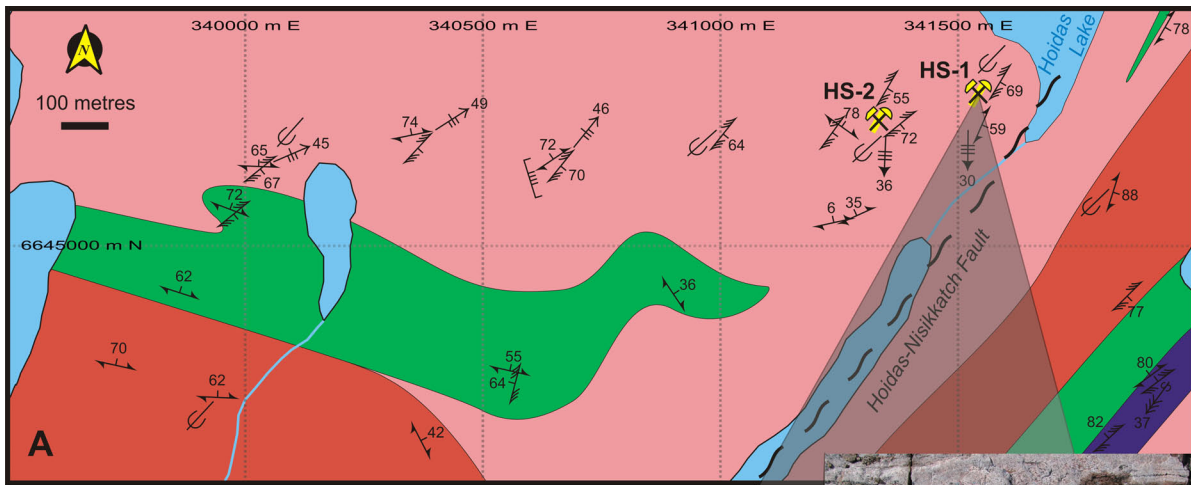 340000 m E
340500 m E
341000 m E
341500 m E
Hoidas
Lake
78
N
100 metres
HS-1
HS-2
69
55
49
46
78
74
59
45
65
72
64
72
67
70
36
30
88
72
6
35
6645000 m N
62
36
Hoidas-Nisikkatch Fault
77
70
55
64
80
62
37
82
42
A